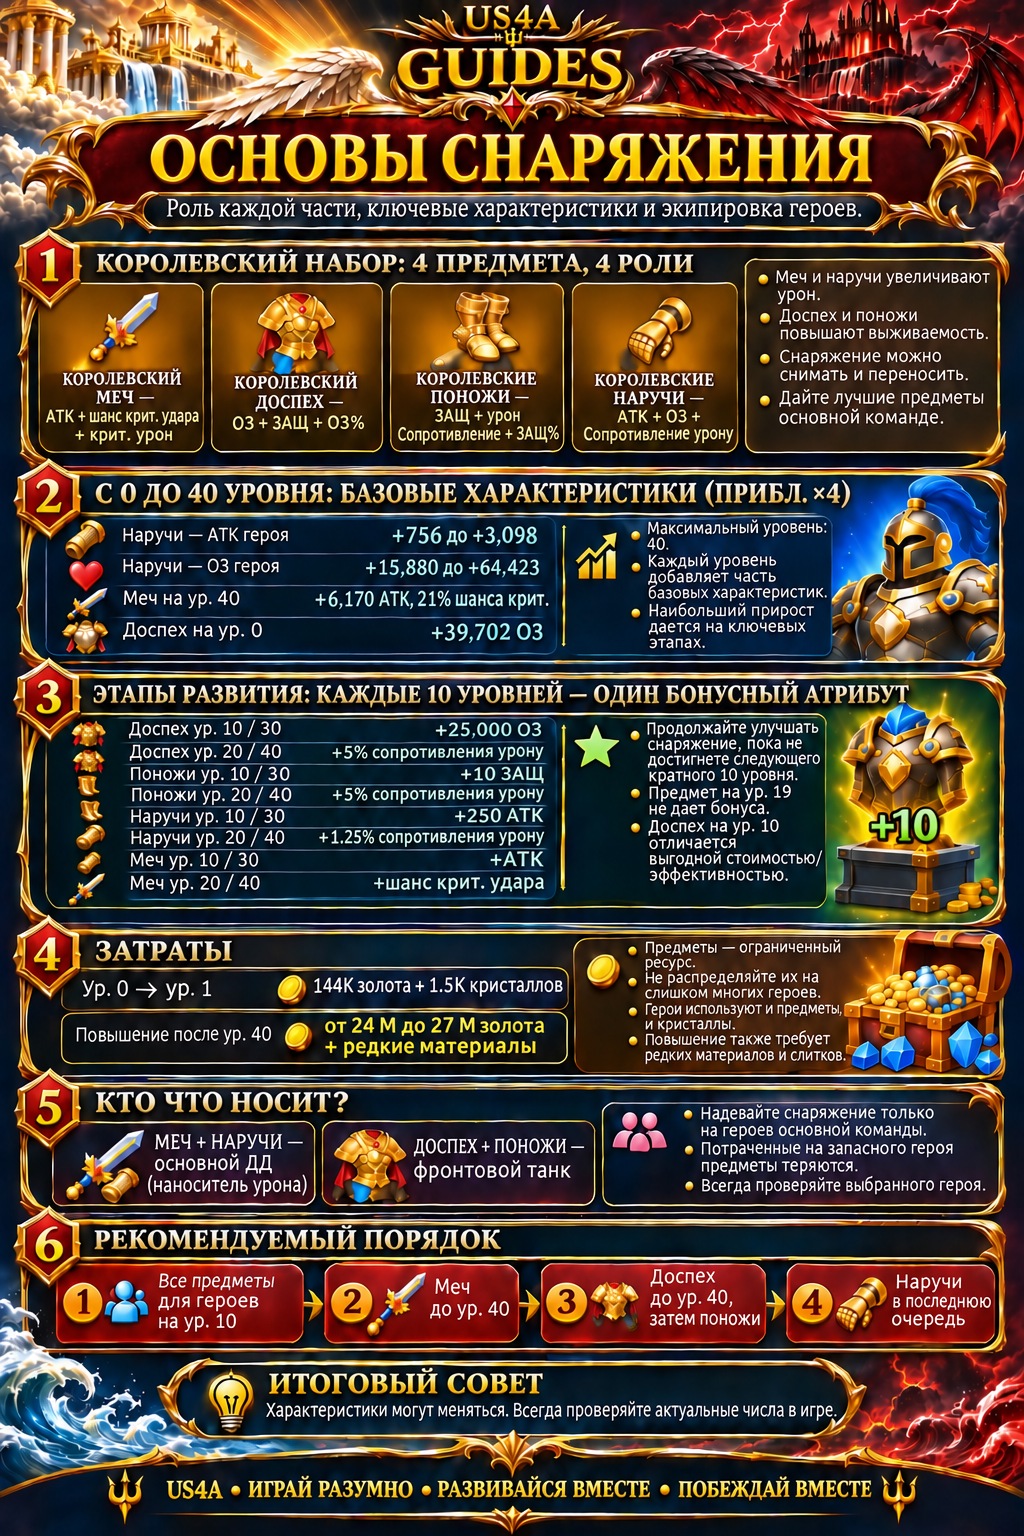 US4A
GUIDES
ОСНОВЫ СНАРЯЖЕНИЯ
Роль каждой части, ключевые характеристики и экипировка героев.
1
КОРОЛЕВСКИЙ НАБОР: 4 ПРЕДМЕТА, 4 РОЛИ
КОРОЛЕВСКИЙ
МЕЧ —
АТК + шанс крит. удара
+ крит. урон
КОРОЛЕВСКИЙ
ДОСПЕХ —
ОЗ + ЗАЩ + ОЗ%
КОРОЛЕВСКИЕ
ПОНОЖИ —
ЗАЩ + урон
Сопротивление + ЗАЩ%
КОРОЛЕВСКИЕ
НАРУЧИ —
АТК + ОЗ +
Сопротивление урону
Меч и наручи увеличивают
урон.
Доспех и поножи
повышают выживаемость.
Снаряжение можно
снимать и переносить.
Дайте лучшие предметы
основной команде.
2
С 0 ДО 40 УРОВНЯ: БАЗОВЫЕ ХАРАКТЕРИСТИКИ (ПРИБЛ. ×4)
Наручи — АТК героя +756 до +3,098
Наручи — ОЗ героя +15,880 до +64,423
Меч на ур. 40 +6,170 АТК, 21% шанса крит.
Доспех на ур. 0 +39,702 ОЗ
Максимальный уровень:
40.
Каждый уровень
добавляет часть
базовых характеристик.
Наибольший прирост
дается на ключевых
этапах.
3
ЭТАПЫ РАЗВИТИЯ: КАЖДЫЕ 10 УРОВНЕЙ — ОДИН БОНУСНЫЙ АТРИБУТ
Доспех ур. 10 / 30 +25,000 ОЗ
Доспех ур. 20 / 40 +5% сопротивления урону
Поножи ур. 10 / 30 +10 ЗАЩ
Поножи ур. 20 / 40 +5% сопротивления урону
Наручи ур. 10 / 30 +250 АТК
Наручи ур. 20 / 40 +1.25% сопротивления урону
Меч ур. 10 / 30 +АТК
Меч ур. 20 / 40 +шанс крит. удара
Продолжайте улучшать
снаряжение, пока не
достигнете следующего
кратного 10 уровня.
Предмет на ур. 19
не дает бонуса.
Доспех на ур. 10
отличается
выгодной стоимостью/
эффективностью.
+10
4
ЗАТРАТЫ
Ур. 0 → ур. 1 144K золота + 1.5K кристаллов
Повышение после ур. 40
от 24 M до 27 M золота
+ редкие материалы
Предметы — ограниченный
ресурс.
Не распределяйте их на
слишком многих героев.
Герои используют и предметы,
и кристаллы.
Повышение также требует
редких материалов и слитков.
5
КТО ЧТО НОСИТ?
МЕЧ + НАРУЧИ —
основной ДД
(наноситель урона)
ДОСПЕХ + ПОНОЖИ —
фронтовой танк
Надевайте снаряжение только
на героев основной команды.
Потраченные на запасного героя
предметы теряются.
Всегда проверяйте выбранного героя.
6
РЕКОМЕНДУЕМЫЙ ПОРЯДОК
1
Все предметы
для героев
на ур. 10
2
Меч
до ур. 40
3
Доспех
до ур. 40,
затем поножи
4
Наручи
в последнюю
очередь
ИТОГОВЫЙ СОВЕТ
Характеристики могут меняться. Всегда проверяйте актуальные числа в игре.
US4A • ИГРАЙ РАЗУМНО • РАЗВИВАЙСЯ ВМЕСТЕ • ПОБЕЖДАЙ ВМЕСТЕ